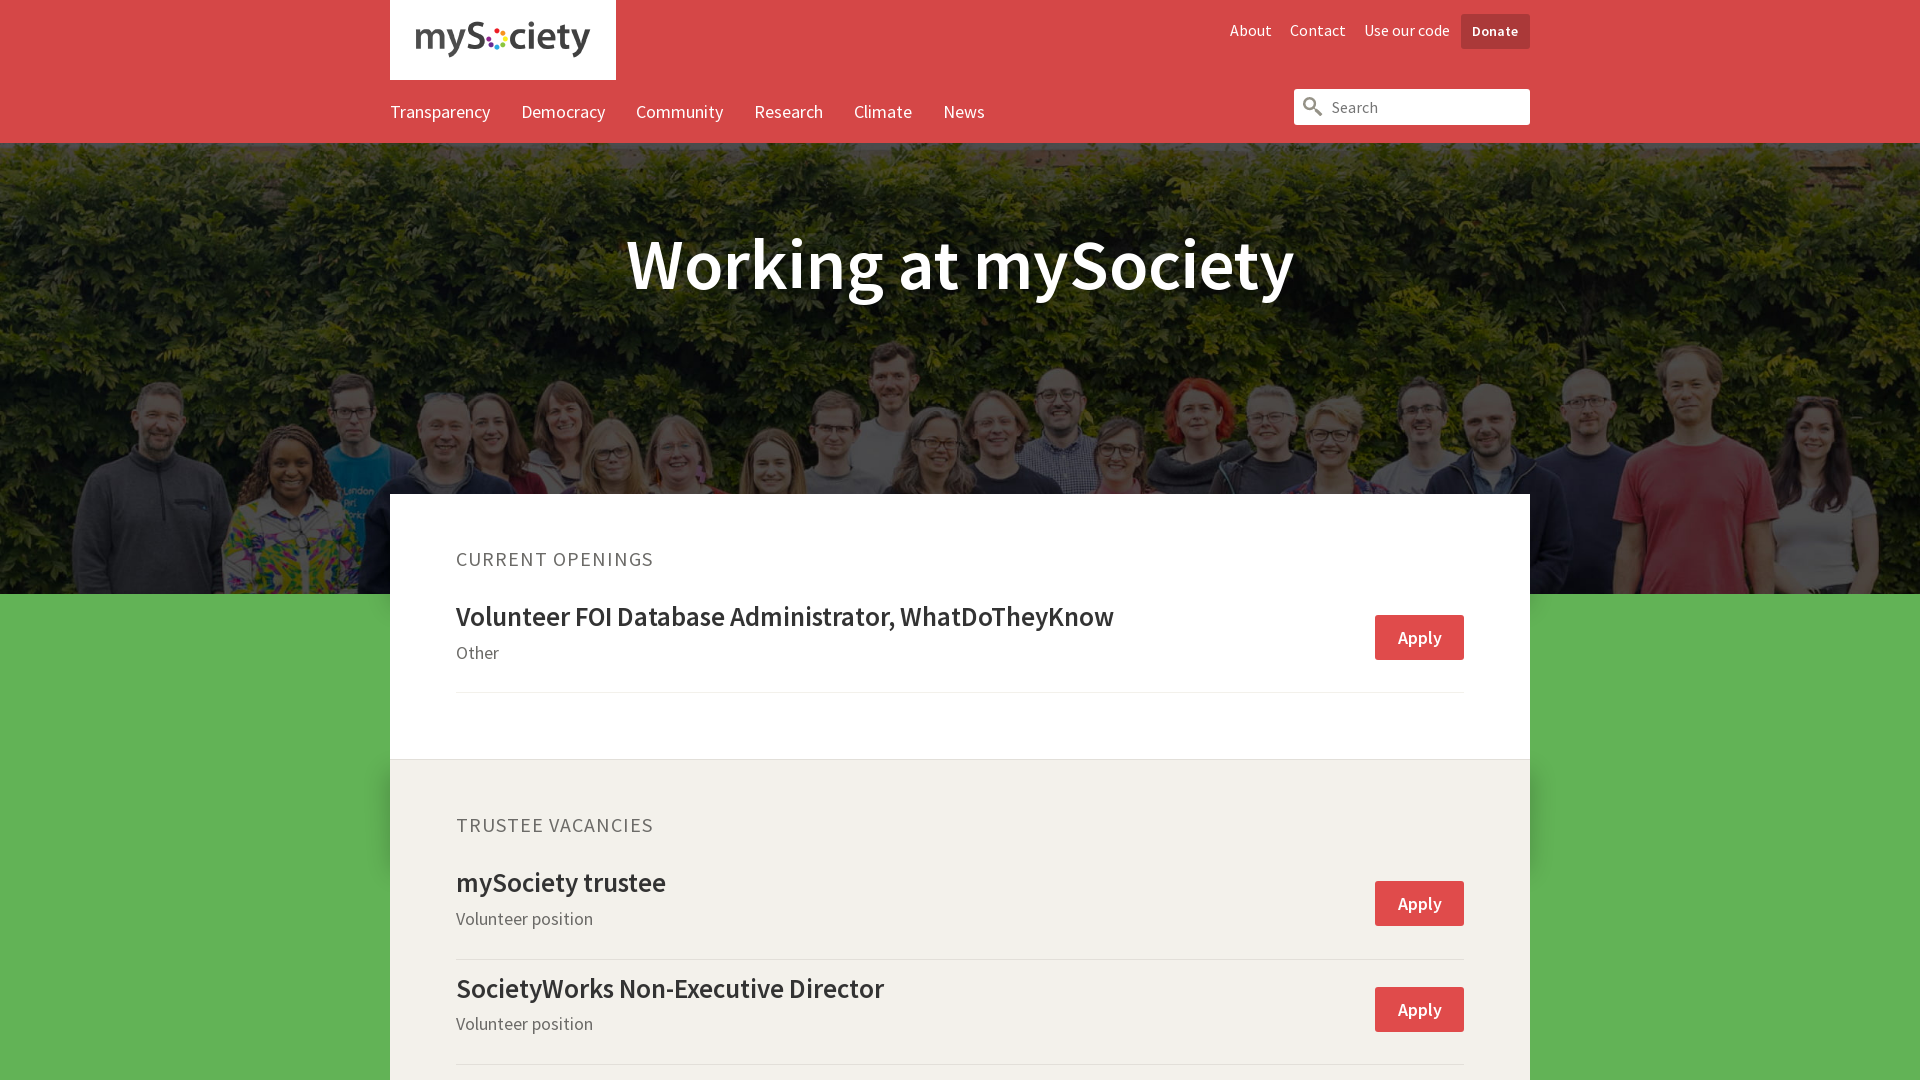 mySociety
About
Contact
Use our code
Donate
Transparency
Democracy
Community
Research
Climate
News
Search
Working at mySociety
CURRENT OPENINGS
Volunteer FOI Database Administrator, WhatDoTheyKnow
Other
Apply
TRUSTEE VACANCIES
mySociety trustee
Volunteer position
Apply
SocietyWorks Non-Executive Director
Volunteer position
Apply